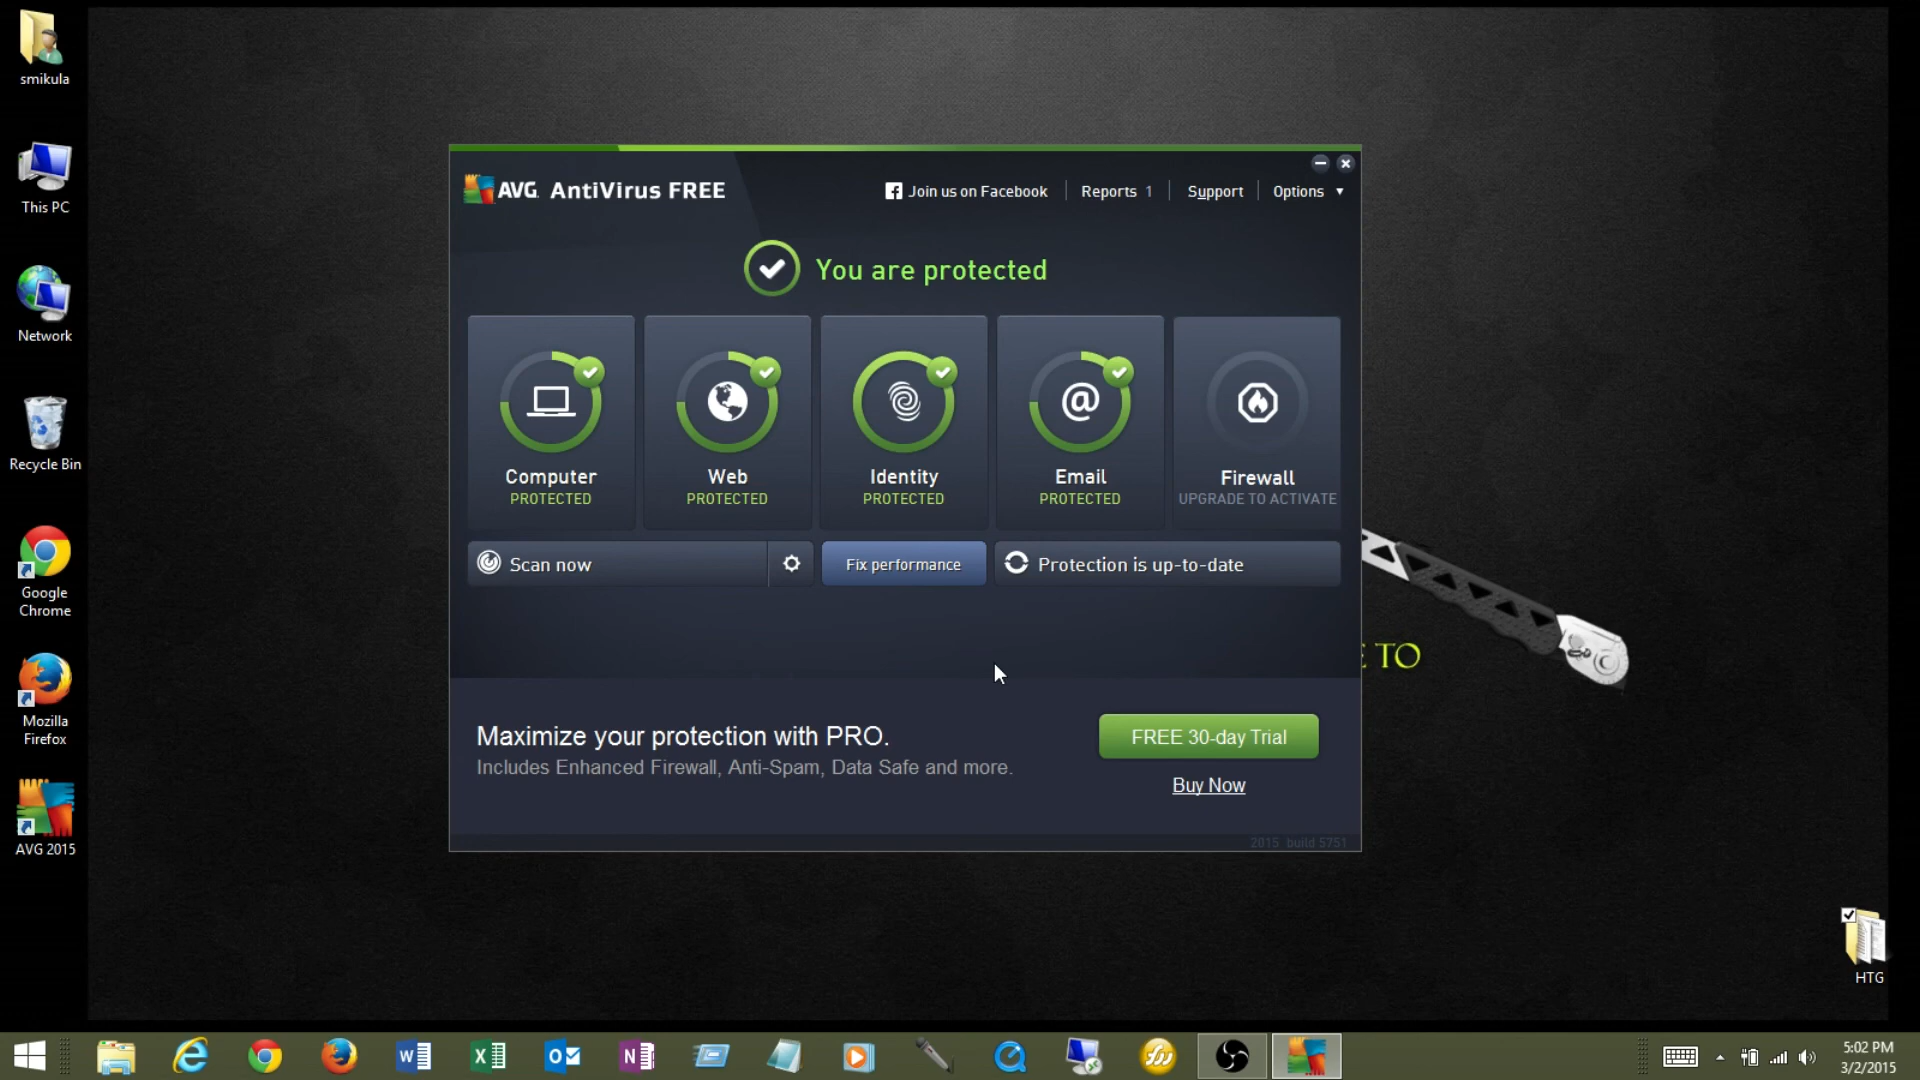 smikula
This PC
Network
Recycle Bin
Google
Chrome
Mozilla
Firefox
AVG 2015
AVG. AntiVirus FREE
Join us on Facebook
Reports 1
Support
Options
You are protected
Computer
PROTECTED
Web
PROTECTED
Identity
PROTECTED
Email
PROTECTED
Firewall
UPGRADE TO ACTIVATE
Scan now
Fix performance
Protection is up-to-date
TO
Maximize your protection with PRO.
Includes Enhanced Firewall, Anti-Spam, Data Safe and more.
FREE 30-day Trial
Buy Now
2015 build 5751
HTG
5:02 PM
3/2/2015